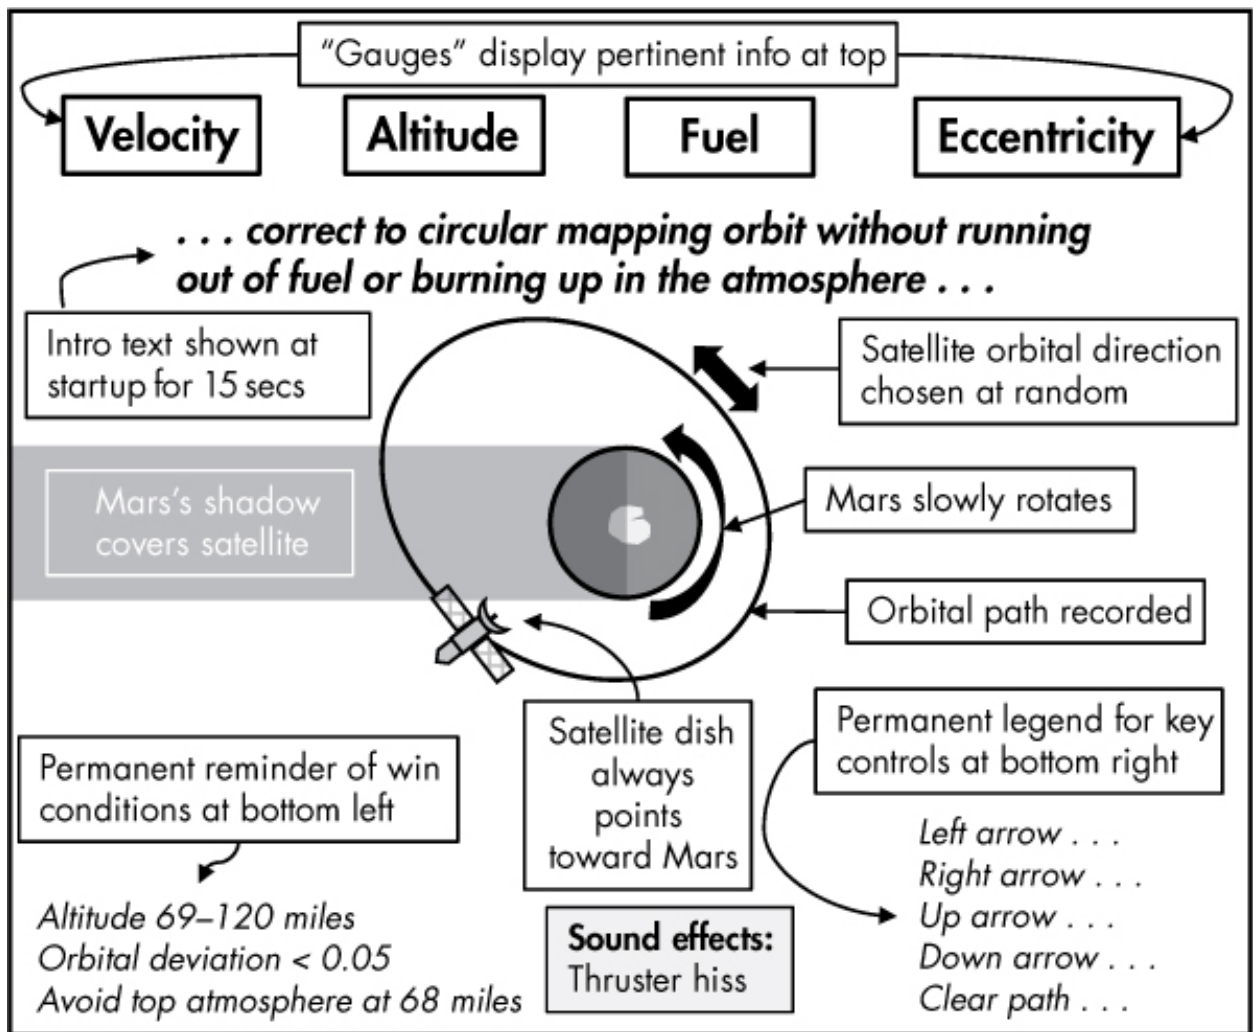 “Gauges” display pertinent info at top
Velocity
Altitude
Fuel
Eccentricity
. . . correct to circular mapping orbit without running
out of fuel or burning up in the atmosphere . . .
Intro text shown at
startup for 15 secs
Satellite orbital direction
chosen at random
Mars’s shadow
covers satellite
Mars slowly rotates
Orbital path recorded
Satellite dish
always
points
toward Mars
Permanent legend for key
controls at bottom right
Permanent reminder of win
conditions at bottom left
Altitude 69–120 miles
Orbital deviation < 0.05
Avoid top atmosphere at 68 miles
Sound effects:
Thruster hiss
Left arrow . . .
Right arrow . . .
Up arrow . . .
Down arrow . . .
Clear path . . .